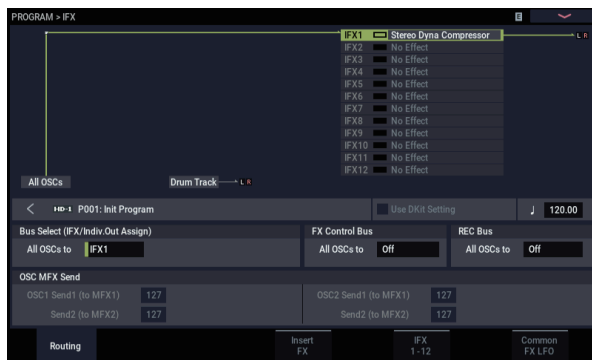 PROGRAM > IFX
E
IFX1 Stereo Dyna Compressor L R
IFX2 No Effect
IFX3 No Effect
IFX4 No Effect
IFX5 No Effect
IFX6 No Effect
IFX7 No Effect
IFX8 No Effect
IFX9 No Effect
IFX10 No Effect
IFX11 No Effect
IFX12 No Effect
All OSCs Drum Track L R
HD-1 P001: Init Program Use DKit Setting ♩ 120.00
Bus Select (IFX/Indiv.Out Assign) FX Control Bus REC Bus
All OSCs to IFX1 All OSCs to Off All OSCs to Off
OSC MFX Send
OSC1 Send1 (to MFX1) 127 OSC2 Send1 (to MFX1) 127
Send2 (to MFX2) 127 Send2 (to MFX2) 127
Routing Insert FX IFX 1-12 Common FX LFO